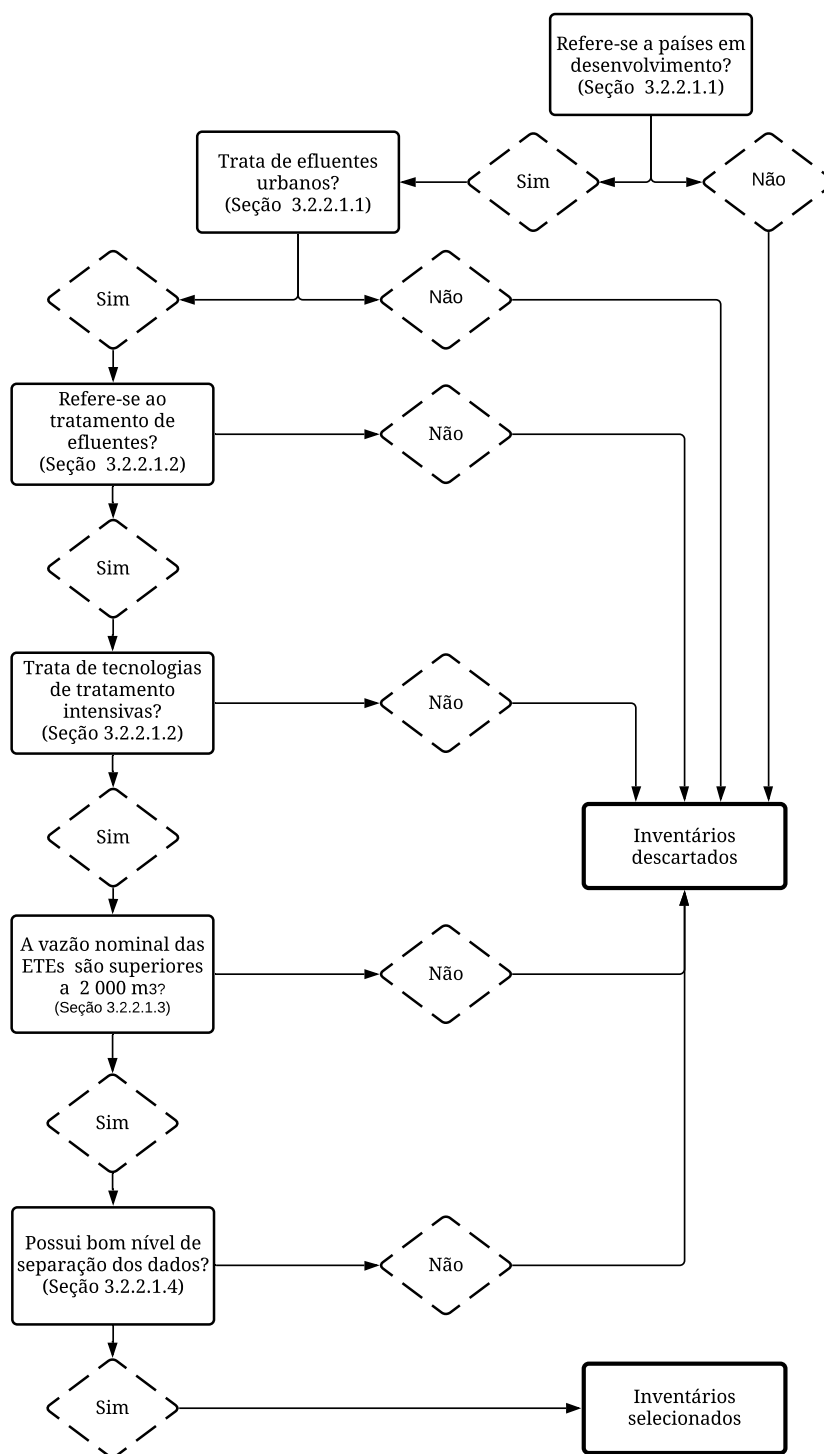 Refere-se a países em
desenvolvimento?
(Seção 3.2.2.1.1)
Trata de efluentes
urbanos?
(Seção 3.2.2.1.1)
Sim
Não
Sim
Não
Refere-se ao
tratamento de
efluentes?
(Seção 3.2.2.1.2)
Não
Sim
Trata de tecnologias
de tratamento
intensivas?
(Seção 3.2.2.1.2)
Não
Sim
Inventários
descartados
A vazão nominal das
ETEs são superiores
a 2 000 m3?
(Seção 3.2.2.1.3)
Não
Sim
Possui bom nível de
separação dos dados?
(Seção 3.2.2.1.4)
Não
Sim
Inventários
selecionados